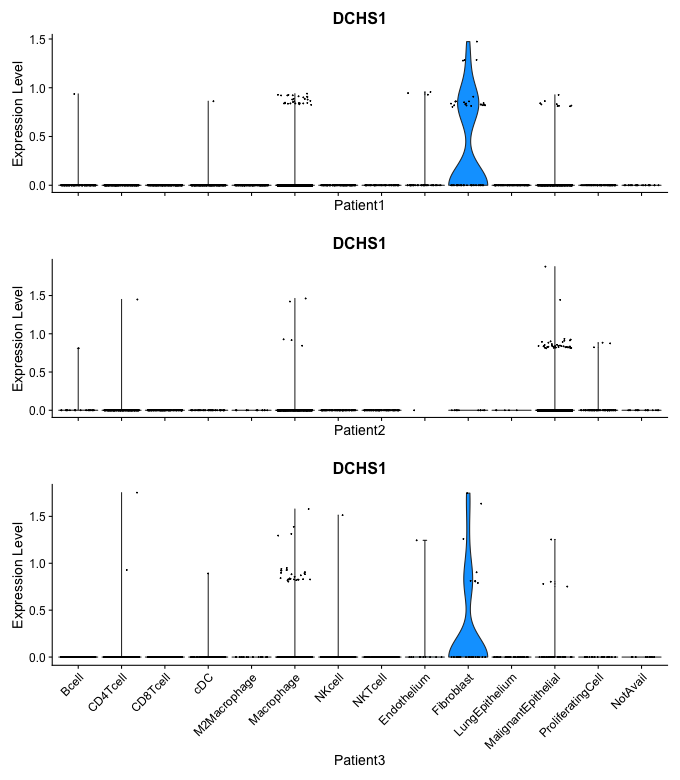 DCHS1
Expression Level
1.5
1.0
0.5
0.0
Patient1
DCHS1
Expression Level
1.5
1.0
0.5
0.0
Patient2
DCHS1
Expression Level
1.5
1.0
0.5
0.0
Bcell
CD4Tcell
CD8Tcell
cDC
M2Macrophage
Macrophage
NKcell
NKTcell
Endothelium
Fibroblast
LungEpithelium
MalignantEpithelial
ProliferatingCell
NotAvail
Patient3